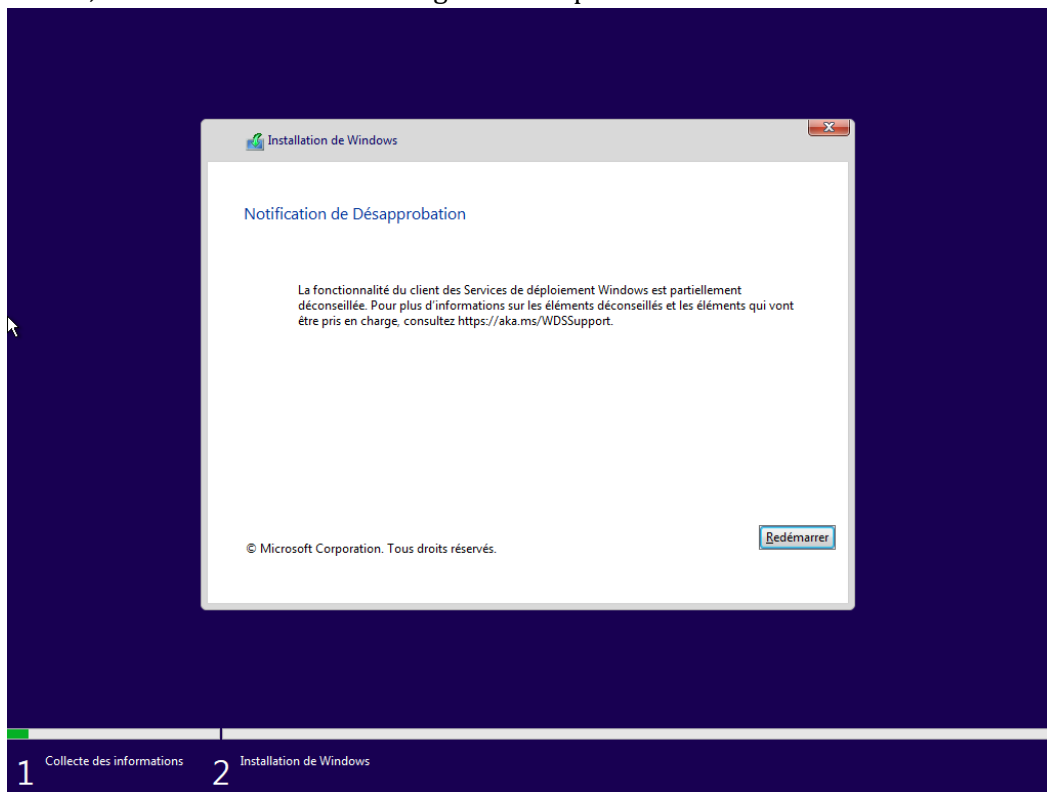 Installation de Windows
Notification de Désapprobation
La fonctionnalité du client des Services de déploiement Windows est partiellement
déconseillée. Pour plus d'informations sur les éléments déconseillés et les éléments qui vont
être pris en charge, consultez https://aka.ms/WDSSupport.
Redémarrer
© Microsoft Corporation. Tous droits réservés.
1 Collecte des informations 2 Installation de Windows